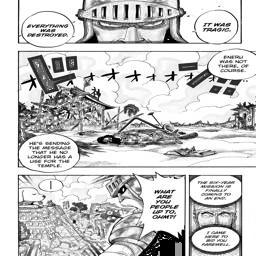 EVERYTHING
WAS
DESTROYED.
IT WAS
TRAGIC.
ENERU
WAS NOT
THERE, OF
COURSE.
HE'S SENDING
THE MESSAGE
THAT HE NO
LONGER HAS A
USE FOR THE
TEMPLE.
WHAT
ARE YOU
PEOPLE
UP TO,
OHM?!
THE SIX-YEAR
MISSION IS
FINALLY
COMING TO
AN END.
I CAME
HERE TO
BID YOU
FAREWELL.